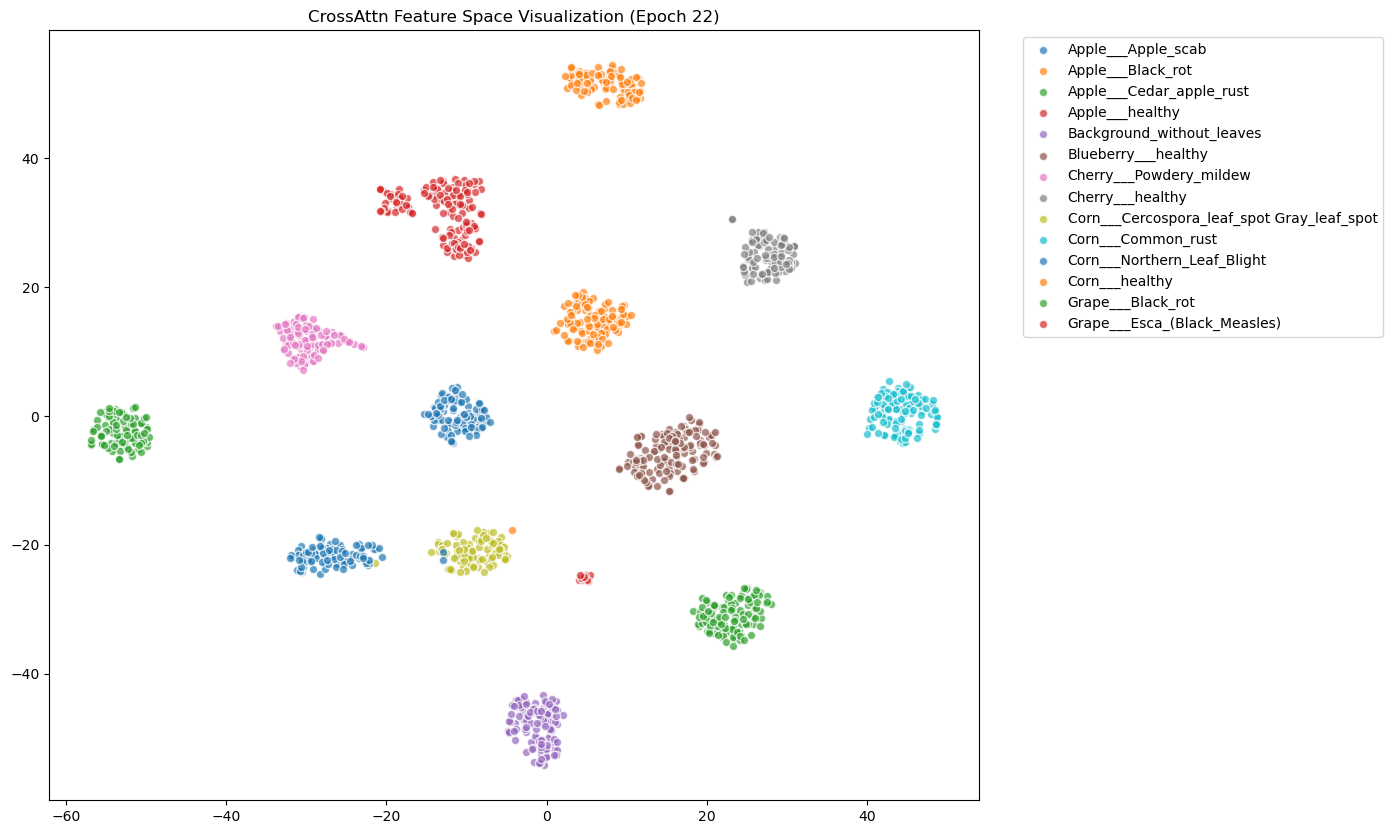 CrossAttn Feature Space Visualization (Epoch 22)
Apple___Apple_scab
Apple___Black_rot
Apple___Cedar_apple_rust
Apple___healthy
Background_without_leaves
Blueberry___healthy
Cherry___Powdery_mildew
Cherry___healthy
Corn___Cercospora_leaf_spot Gray_leaf_spot
Corn___Common_rust
Corn___Northern_Leaf_Blight
Corn___healthy
Grape___Black_rot
Grape___Esca_(Black_Measles)
40
20
0
−20
−40
−60 −40 −20 0 20 40